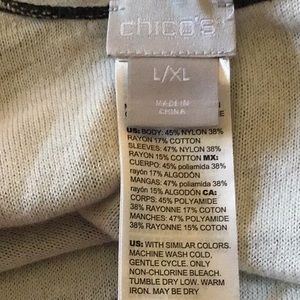 chico's
L/XL
MADE IN
CHINA
US: BODY: 45% NYLON 38%
RAYON 17% COTTON
SLEEVES: 47% NYLON 38%
RAYON 15% COTTON MX:
CUERPO: 45% poliamida 38%
rayón 17% ALGODÓN
MANGAS: 47% poliamida 38%
rayón 15% ALGODÓN CA:
CORPS: 45% POLYAMIDE
38% RAYONNE 17% COTON
MANCHES: 47% POLYAMIDE
38% RAYONNE 15% COTON
US: WITH SIMILAR COLORS.
MACHINE WASH COLD,
GENTLE CYCLE. ONLY
NON-CHLORINE BLEACH.
TUMBLE DRY LOW. WARM
IRON. MAY BE DRY